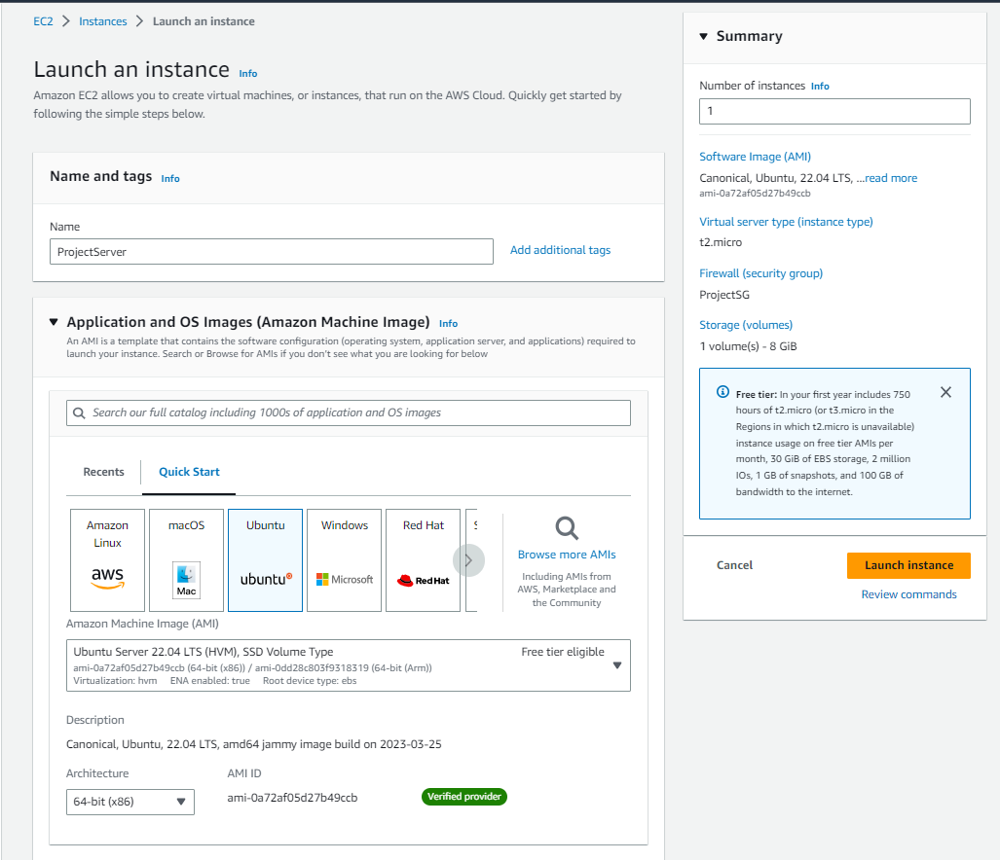 EC2 > Instances > Launch an instance
Launch an instance Info
Amazon EC2 allows you to create virtual machines, or instances, that run on the AWS Cloud. Quickly get started by
following the simple steps below.
Name and tags Info
Name
ProjectServer
Add additional tags
Application and OS Images (Amazon Machine Image) Info
An AMI is a template that contains the software configuration (operating system, application server, and applications) required to
launch your instance. Search or Browse for AMIs if you don't see what you are looking for below
Search our full catalog including 1000s of application and OS images
Recents
Quick Start
Amazon
Linux
aws
macOS
Mac
Ubuntu
ubuntu
Windows
Microsoft
Red Hat
Red Hat
S
Browse more AMIs
Including AMIs from
AWS, Marketplace and
the Community
Amazon Machine Image (AMI)
Ubuntu Server 22.04 LTS (HVM), SSD Volume Type
Free tier eligible
ami-0a72af05d27b49ccb (64-bit (x86)) / ami-0dd28c803f9318319 (64-bit (Arm))
Virtualization: hvm ENA enabled: true Root device type: ebs
Description
Canonical, Ubuntu, 22.04 LTS, amd64 jammy image build on 2023-03-25
Architecture
64-bit (x86)
AMI ID
ami-0a72af05d27b49ccb
Verified provider
Summary
Number of instances Info
1
Software Image (AMI)
Canonical, Ubuntu, 22.04 LTS, ...read more
ami-0a72af05d27b49ccb
Virtual server type (instance type)
t2.micro
Firewall (security group)
ProjectSG
Storage (volumes)
1 volume(s) - 8 GiB
Free tier: In your first year includes 750
hours of t2.micro (or t3.micro in the
Regions in which t2.micro is unavailable)
instance usage on free tier AMIs per
month, 30 GiB of EBS storage, 2 million
IOs, 1 GB of snapshots, and 100 GB of
bandwidth to the internet.
Cancel
Launch instance
Review commands